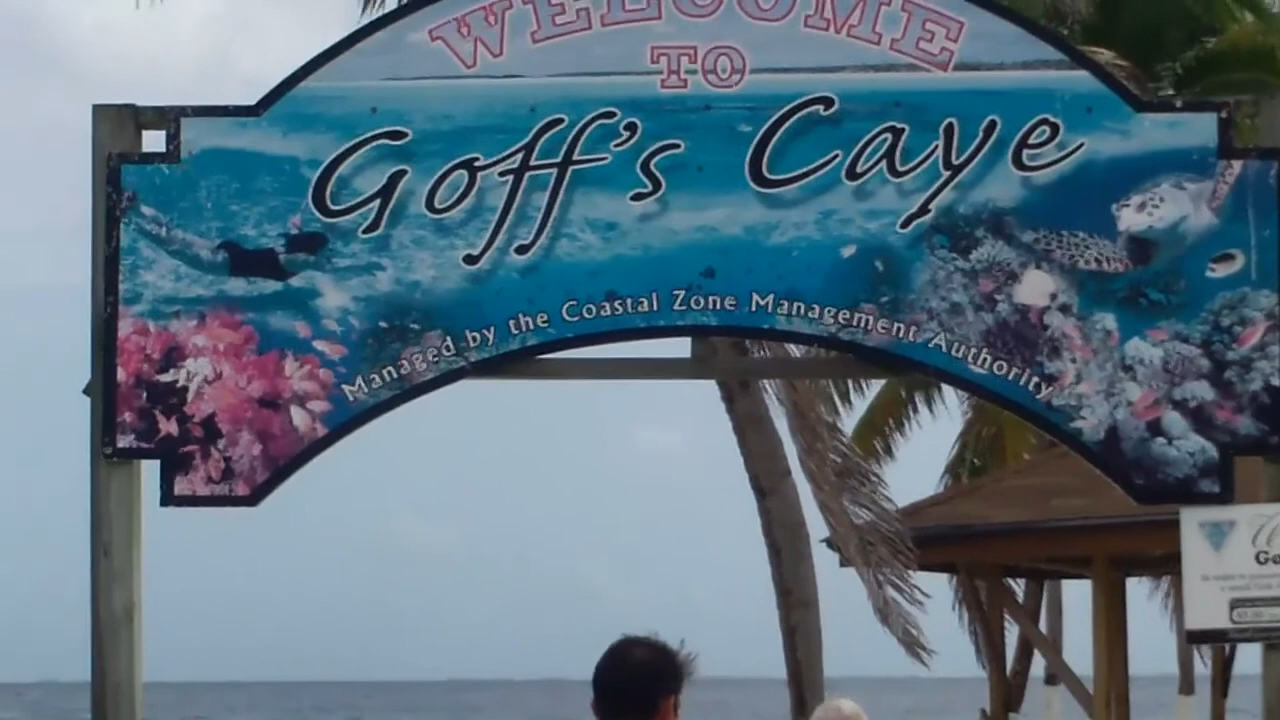 WELCOME
TO
Goff's Caye
Managed by the Coastal Zone Management Authority